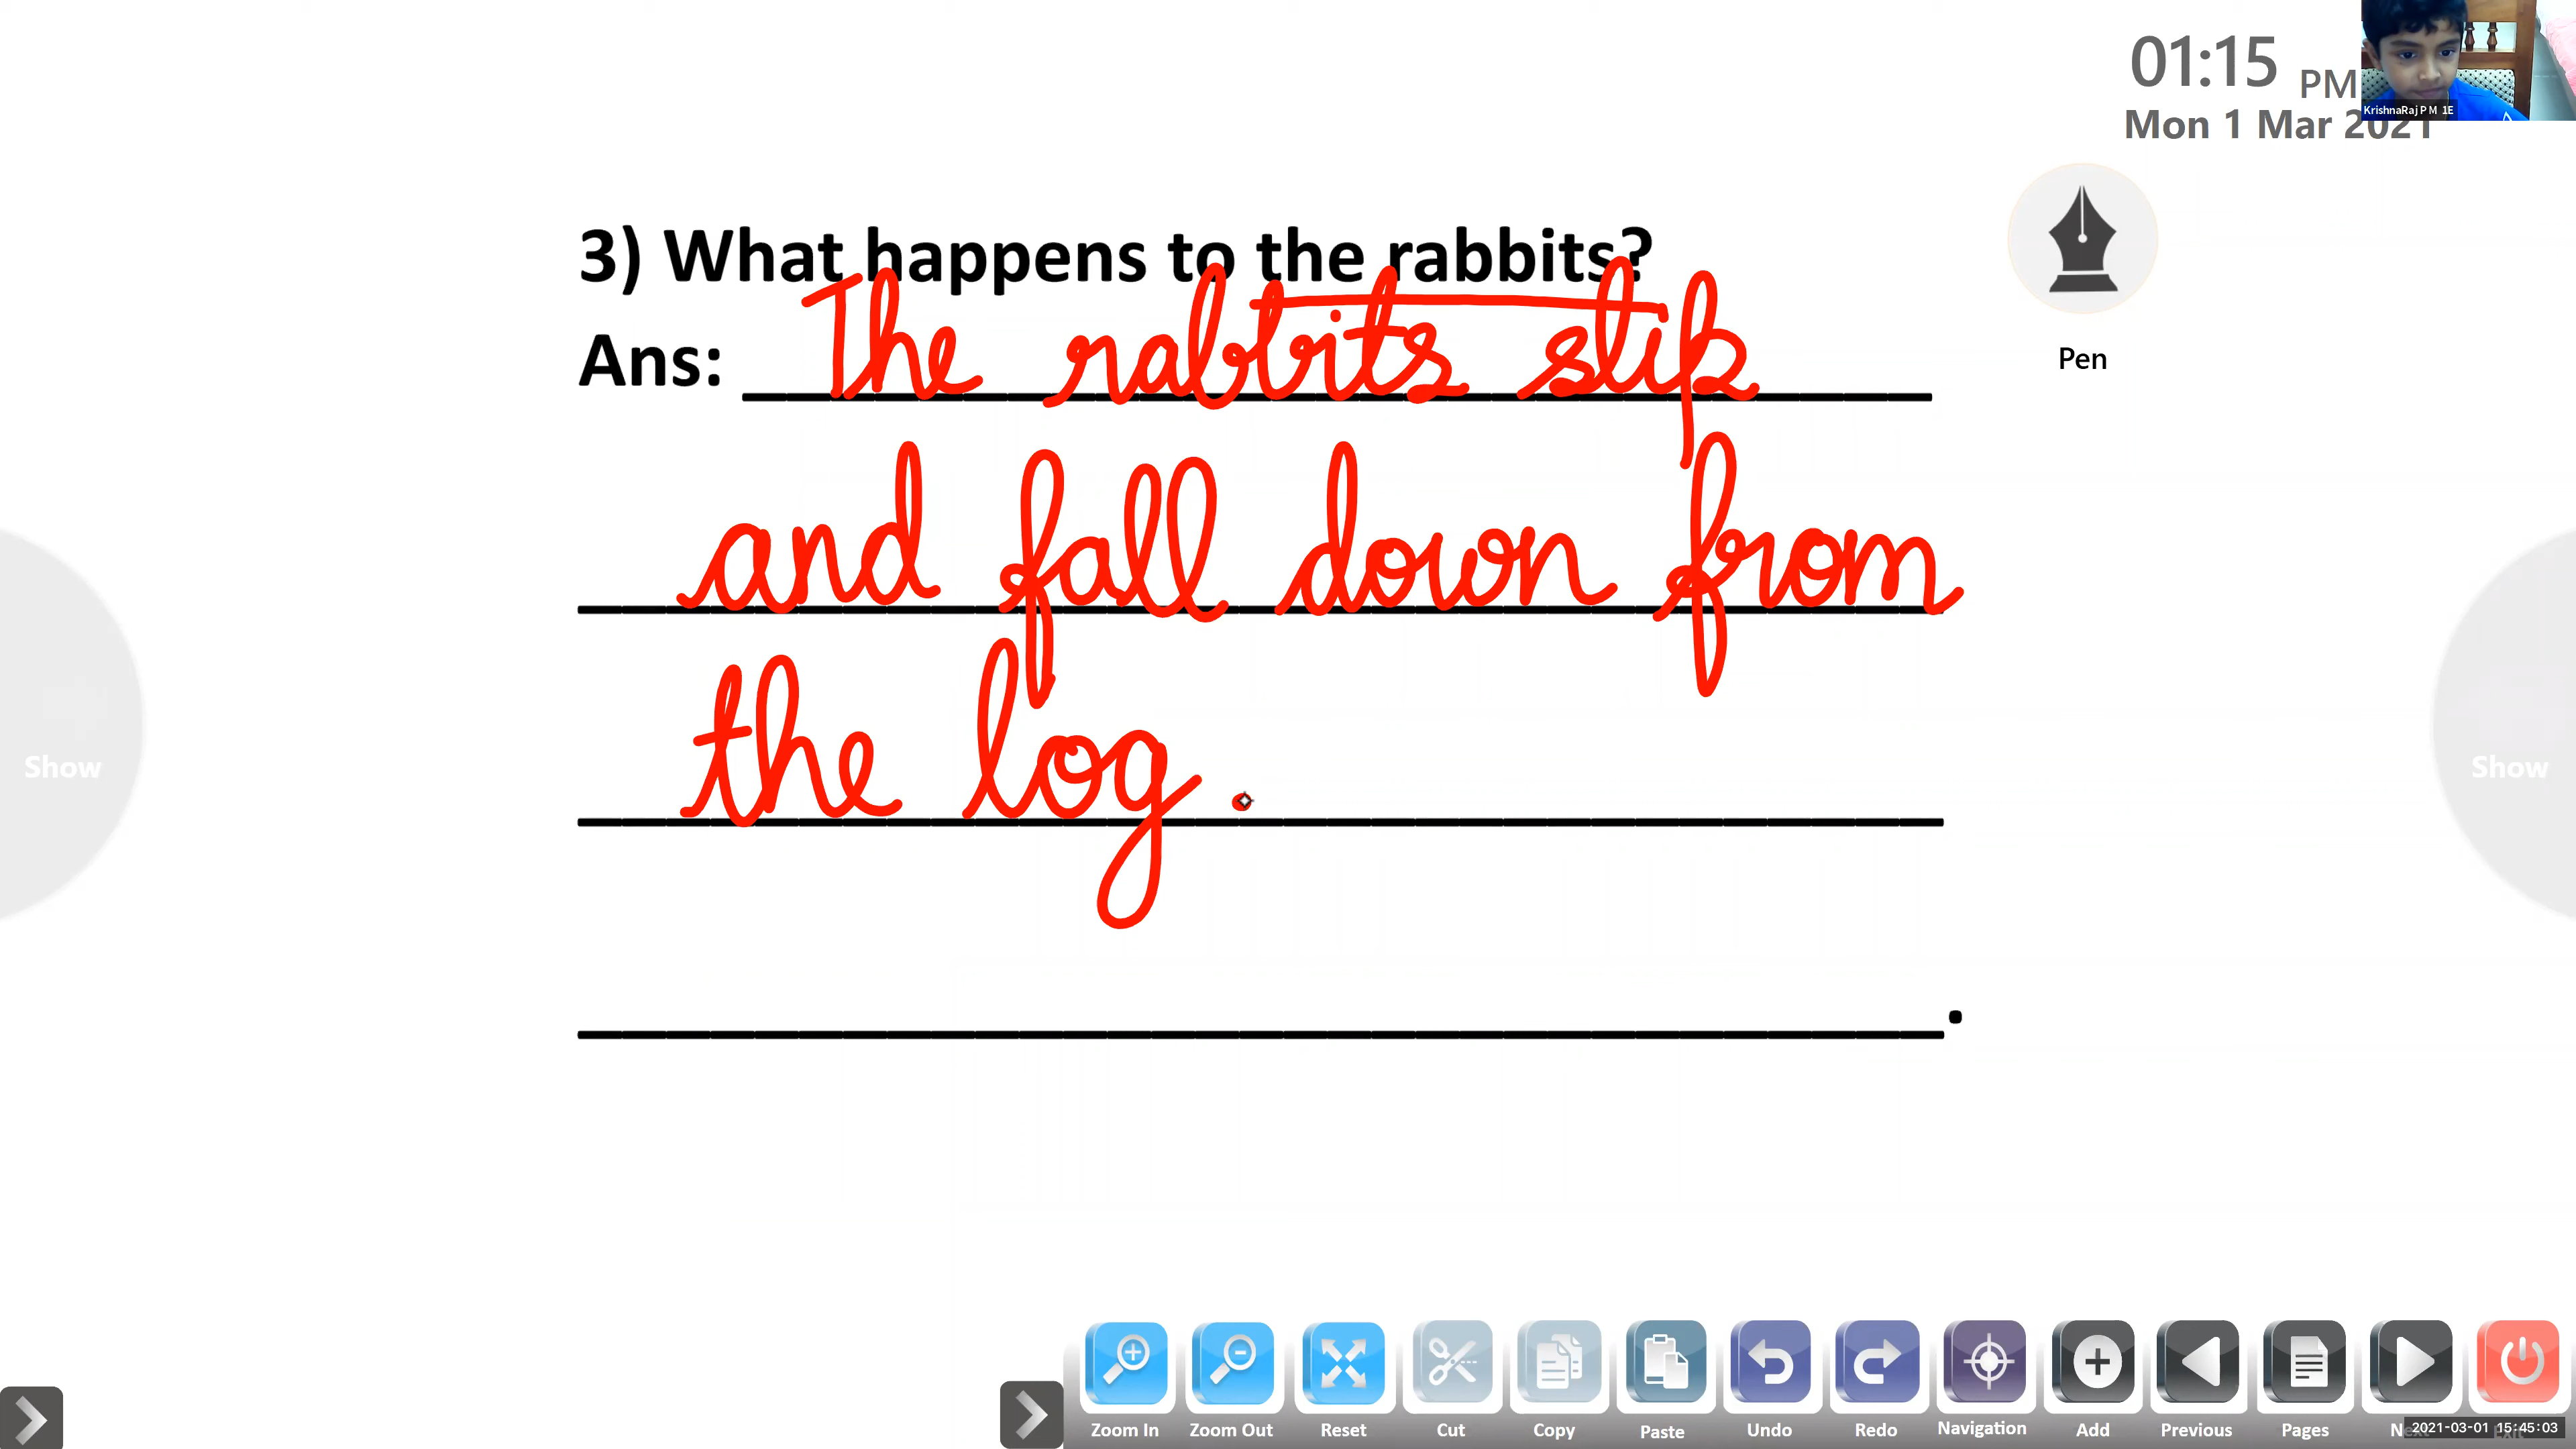 01:15 PM
KrishnaRaj P M 1E
Mon 1 Mar 2021
3) What happens to the rabbits?
Pen
Ans: The rabbits slip
and fall down from
the log.
Show
Show
Zoom In Zoom Out Reset Cut Copy Paste Undo Redo Navigation Add Previous Pages
2021-03-01 15:45:03